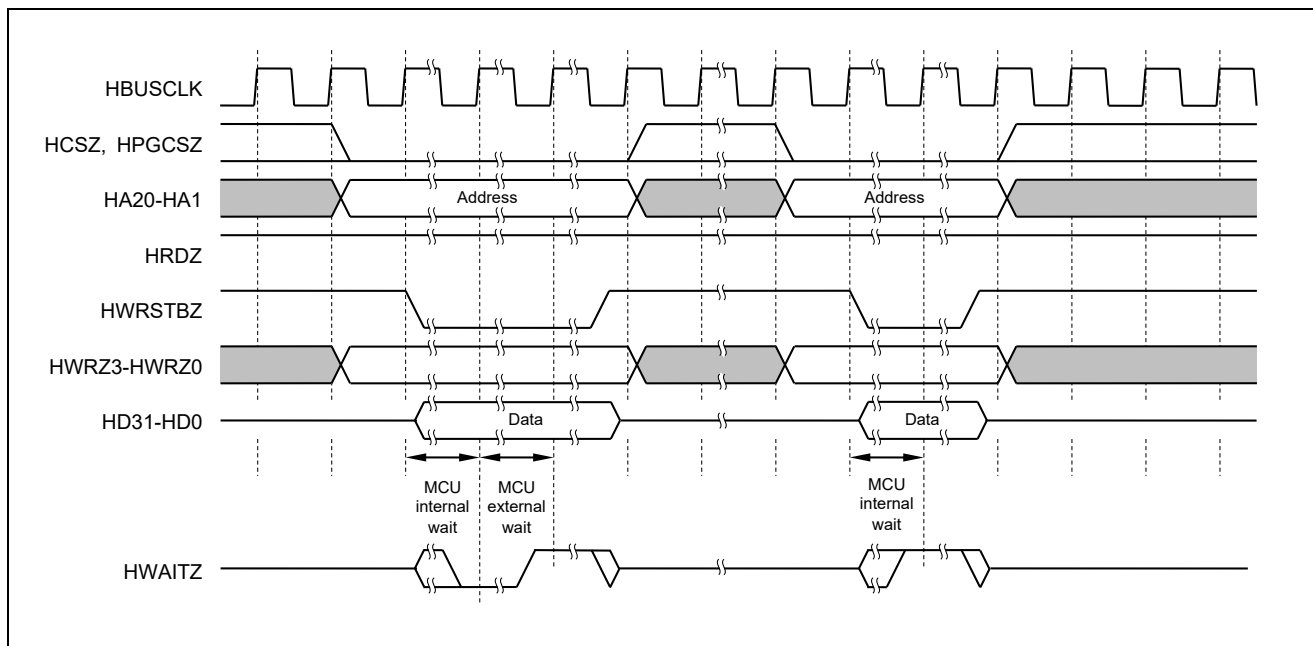 HBUSCLK
HCSZ, HPGCSZ
HA20-HA1
Address
Address
HRDZ
HWRSTBZ
HWRZ3-HWRZ0
HD31-HD0
Data
Data
MCU
internal
wait
MCU
external
wait
MCU
internal
wait
HWAITZ